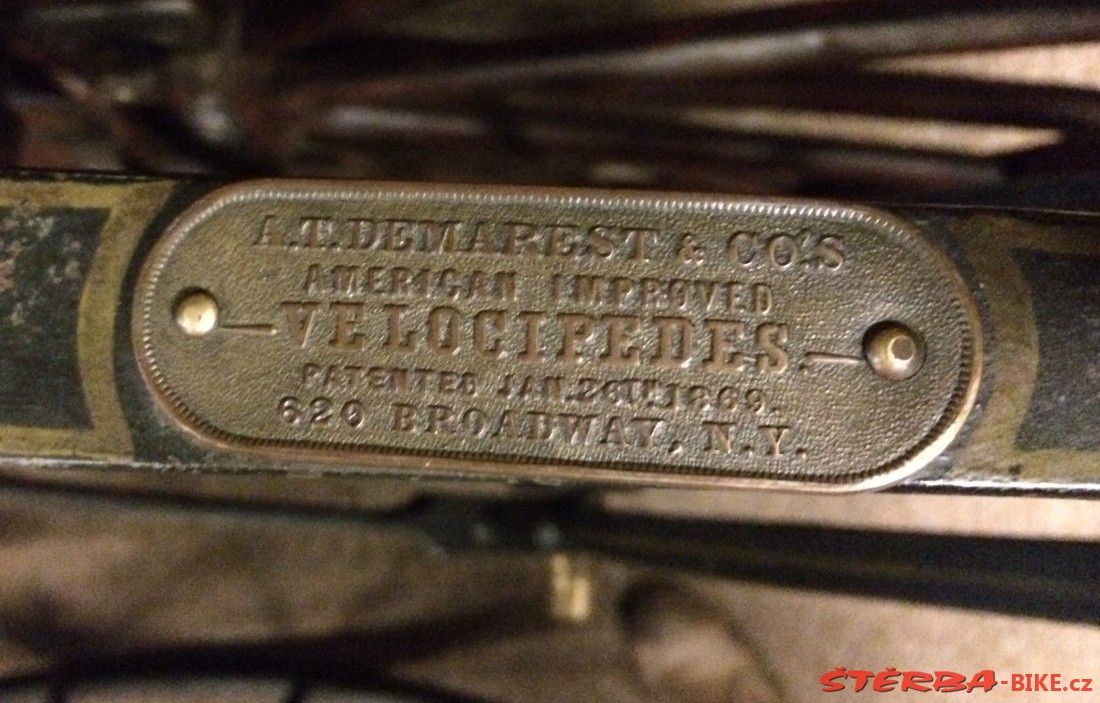 A.T. DEMAREST & CO'S
AMERICAN IMPROVED
VELOCIPEDES.
PATENTED JAN. 26TH 1869.
620 BROADWAY, N.Y.
ŠTĚRBA-BIKE.cz